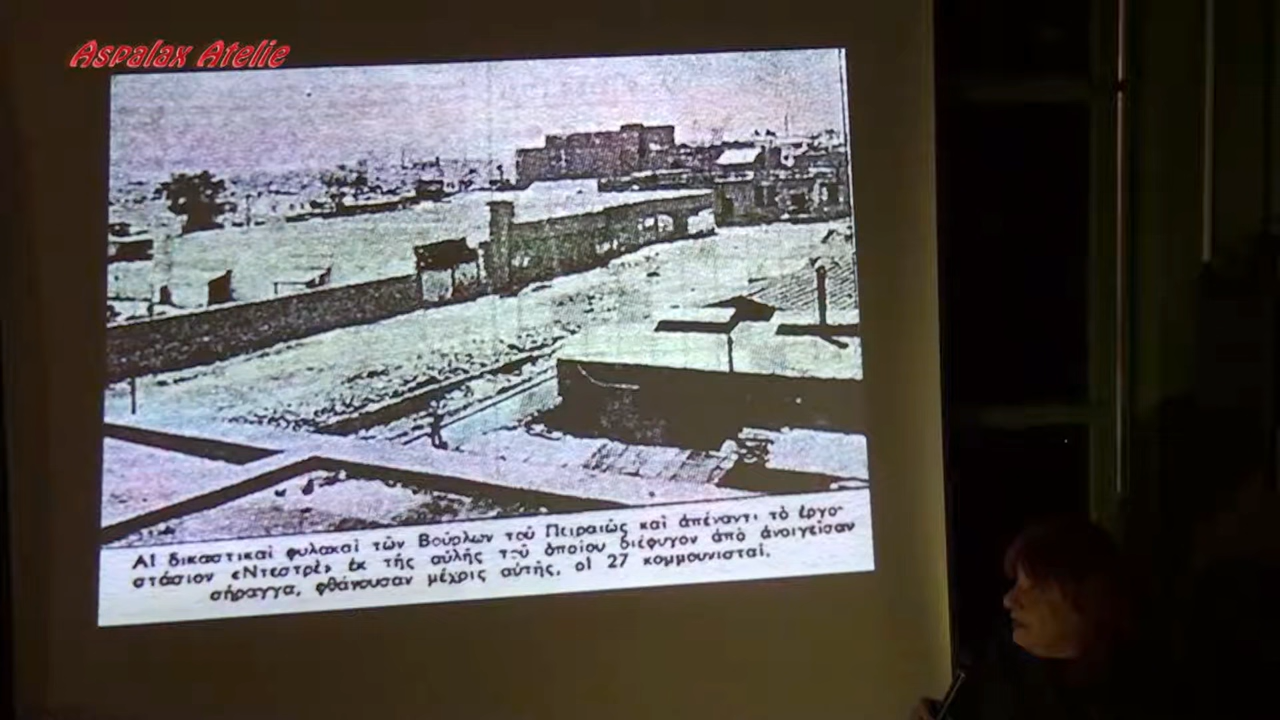 Aspalax Atelie
Αἱ δικαστικαὶ φυλακαὶ τῶν Βούρλων τοῦ Πειραιῶς καὶ ἀπέναντι τὸ ἐργο-
στάσιον «Ντεστρὲ» ἐκ τῆς αὐλῆς τοῦ ὁποίου διέφυγον ἀπὸ ἀνοιγεῖσαν
σήραγγα, φθάνουσαν μέχρις αὐτῆς, οἱ 27 κομμουνισταί.